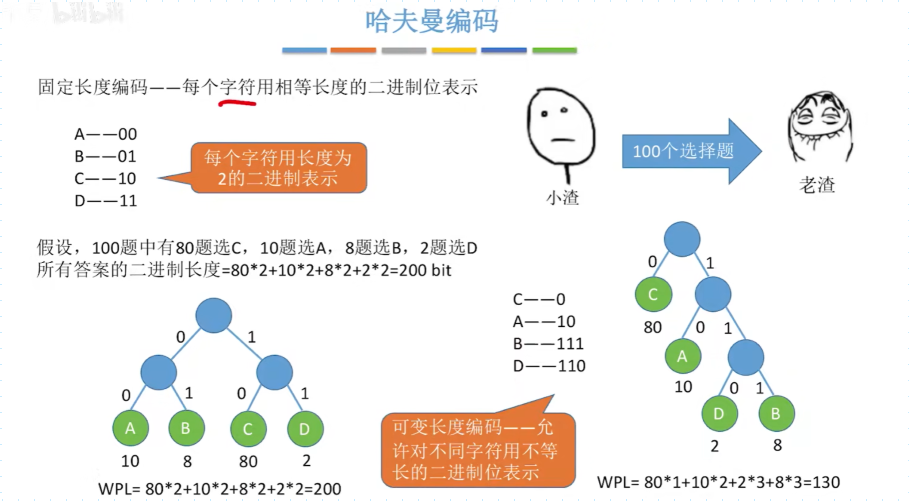 bilibili
哈夫曼编码
固定长度编码——每个字符用相等长度的二进制位表示
A——00
B——01
C——10
D——11
每个字符用长度为
2的二进制表示
小渣
100个选择题
老渣
假设，100题中有80题选C，10题选A，8题选B，2题选D
所有答案的二进制长度=80*2+10*2+8*2+2*2=200 bit
0 1
0 1 0 1
A B C D
10 8 80 2
WPL= 80*2+10*2+8*2+2*2=200
C——0
A——10
B——111
D——110
可变长度编码——允
许对不同字符用不等
长的二进制位表示
0 1
C
80 0 1
A
10 0 1
D B
2 8
WPL= 80*1+10*2+2*3+8*3=130